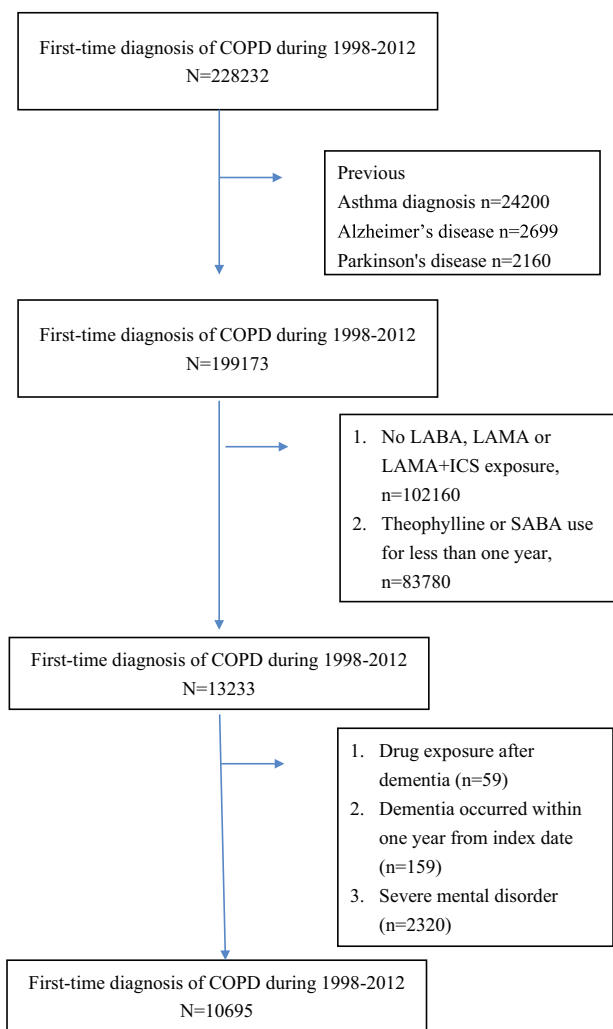 First-time diagnosis of COPD during 1998-2012
N=228232
Previous
Asthma diagnosis n=24200
Alzheimer’s disease n=2699
Parkinson's disease n=2160
First-time diagnosis of COPD during 1998-2012
N=199173
1. No LABA, LAMA or
LAMA+ICS exposure,
n=102160
2. Theophylline or SABA use
for less than one year,
n=83780
First-time diagnosis of COPD during 1998-2012
N=13233
1. Drug exposure after
dementia (n=59)
2. Dementia occurred within
one year from index date
(n=159)
3. Severe mental disorder
(n=2320)
First-time diagnosis of COPD during 1998-2012
N=10695